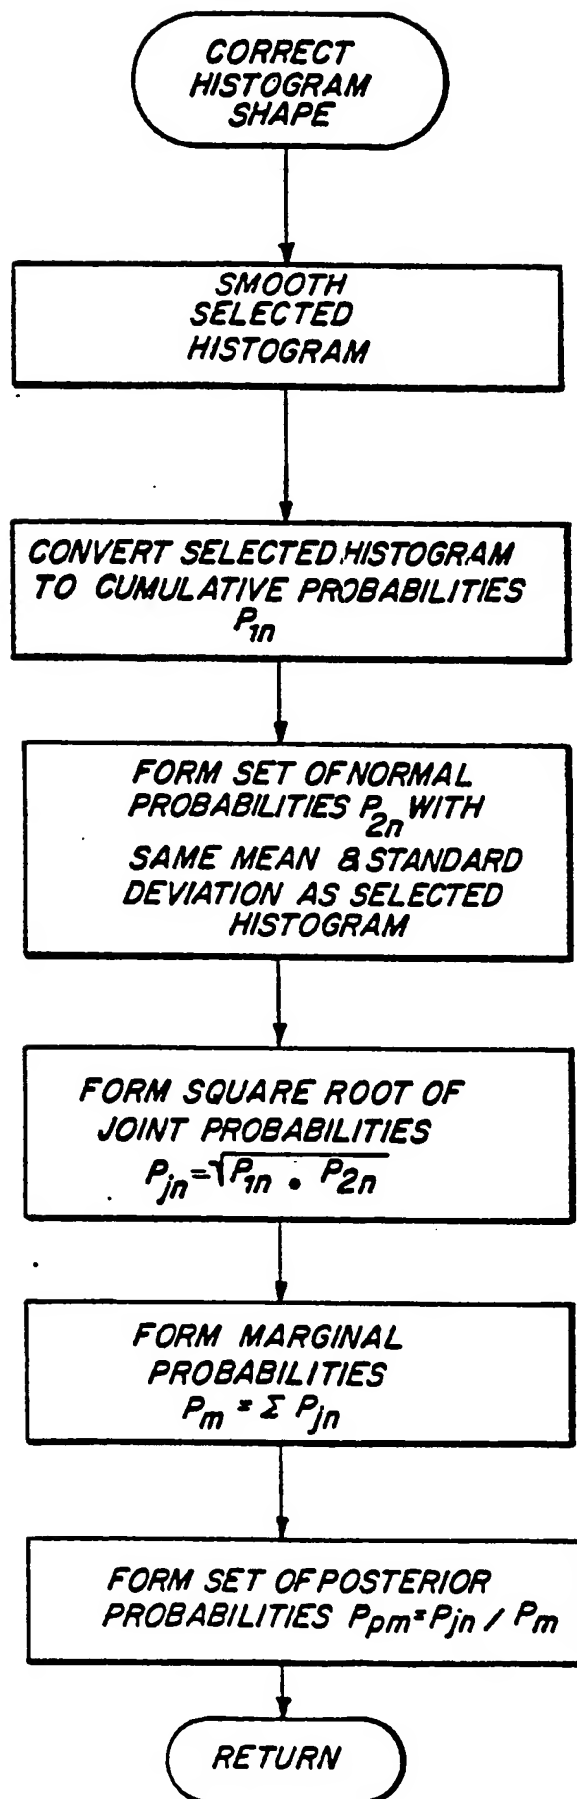 CORRECT
HISTOGRAM
SHAPE
SMOOTH
SELECTED
HISTOGRAM
CONVERT SELECTED HISTOGRAM
TO CUMULATIVE PROBABILITIES
P1n
FORM SET OF NORMAL
PROBABILITIES P2n WITH
SAME MEAN & STANDARD
DEVIATION AS SELECTED
HISTOGRAM
FORM SQUARE ROOT OF
JOINT PROBABILITIES
Pjn=√P1n • P2n
FORM MARGINAL
PROBABILITIES
Pm = Σ Pjn
FORM SET OF POSTERIOR
PROBABILITIES Ppm=Pjn / Pm
RETURN